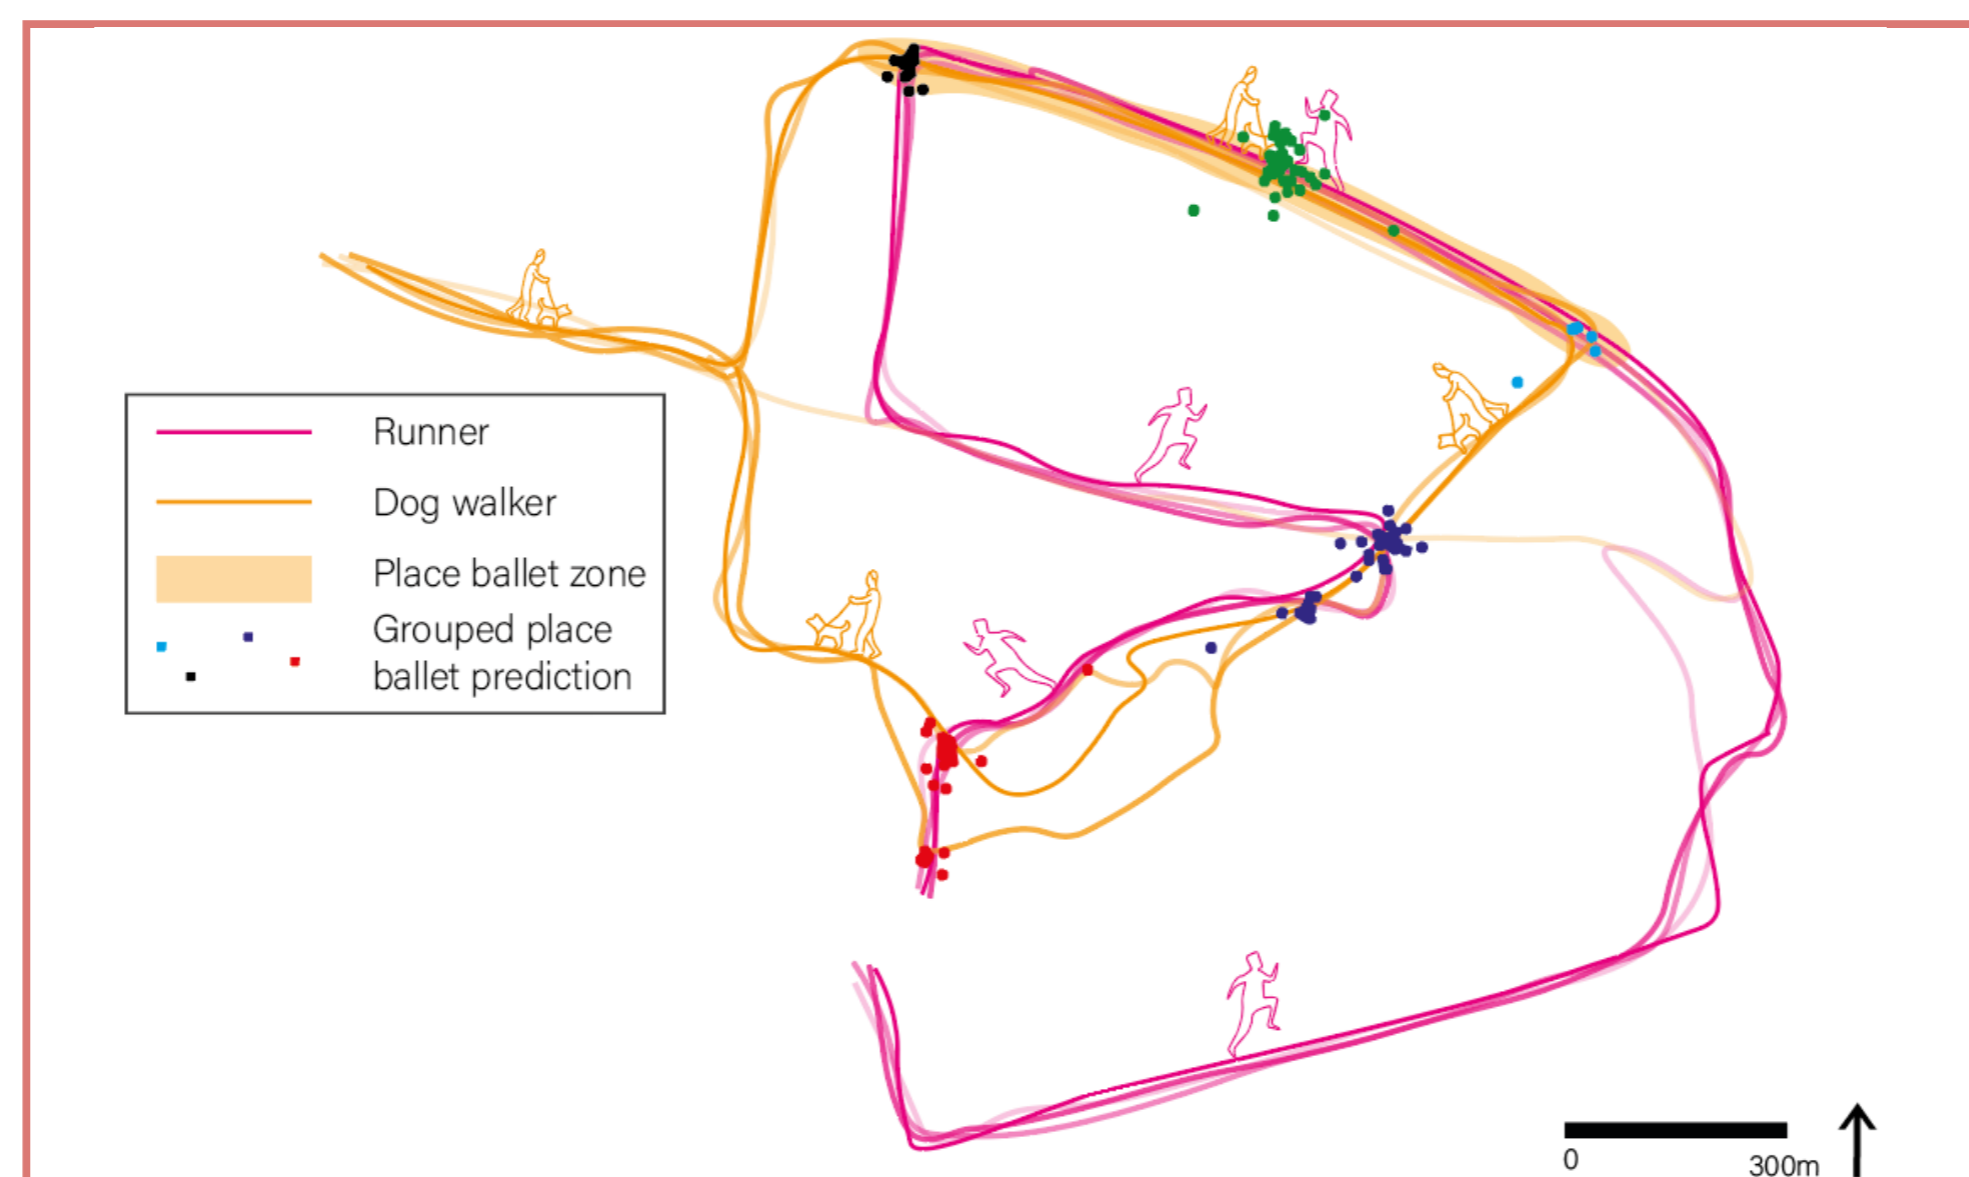 Runner
Dog walker
Place ballet zone
Grouped place
ballet prediction
0 300m